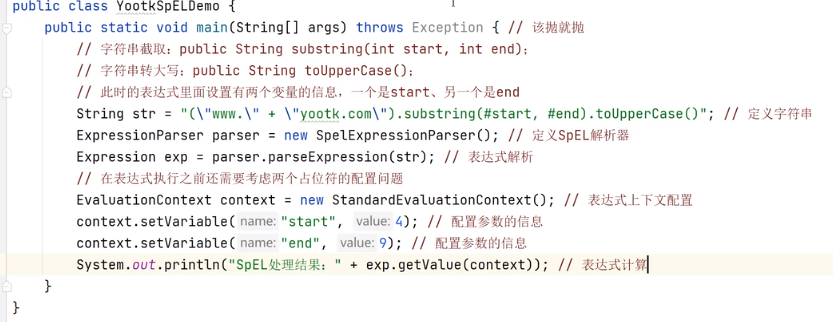 public class YootkSpELDemo {
public static void main(String[] args) throws Exception { // 该抛就抛
// 字符串截取：public String substring(int start, int end);
// 字符串转大写：public String toUpperCase();
// 此时的表达式里面设置有两个变量的信息，一个是start、另一个是end
String str = "(\"www.\" + \"yootk.com\").substring(#start, #end).toUpperCase()"; // 定义字符串
ExpressionParser parser = new SpelExpressionParser(); // 定义SpEL解析器
Expression exp = parser.parseExpression(str); // 表达式解析
// 在表达式执行之前还需要考虑两个占位符的配置问题
EvaluationContext context = new StandardEvaluationContext(); // 表达式上下文配置
context.setVariable( name: "start", value: 4); // 配置参数的信息
context.setVariable( name: "end", value: 9); // 配置参数的信息
System.out.println("SpEL处理结果：" + exp.getValue(context)); // 表达式计算
}
}